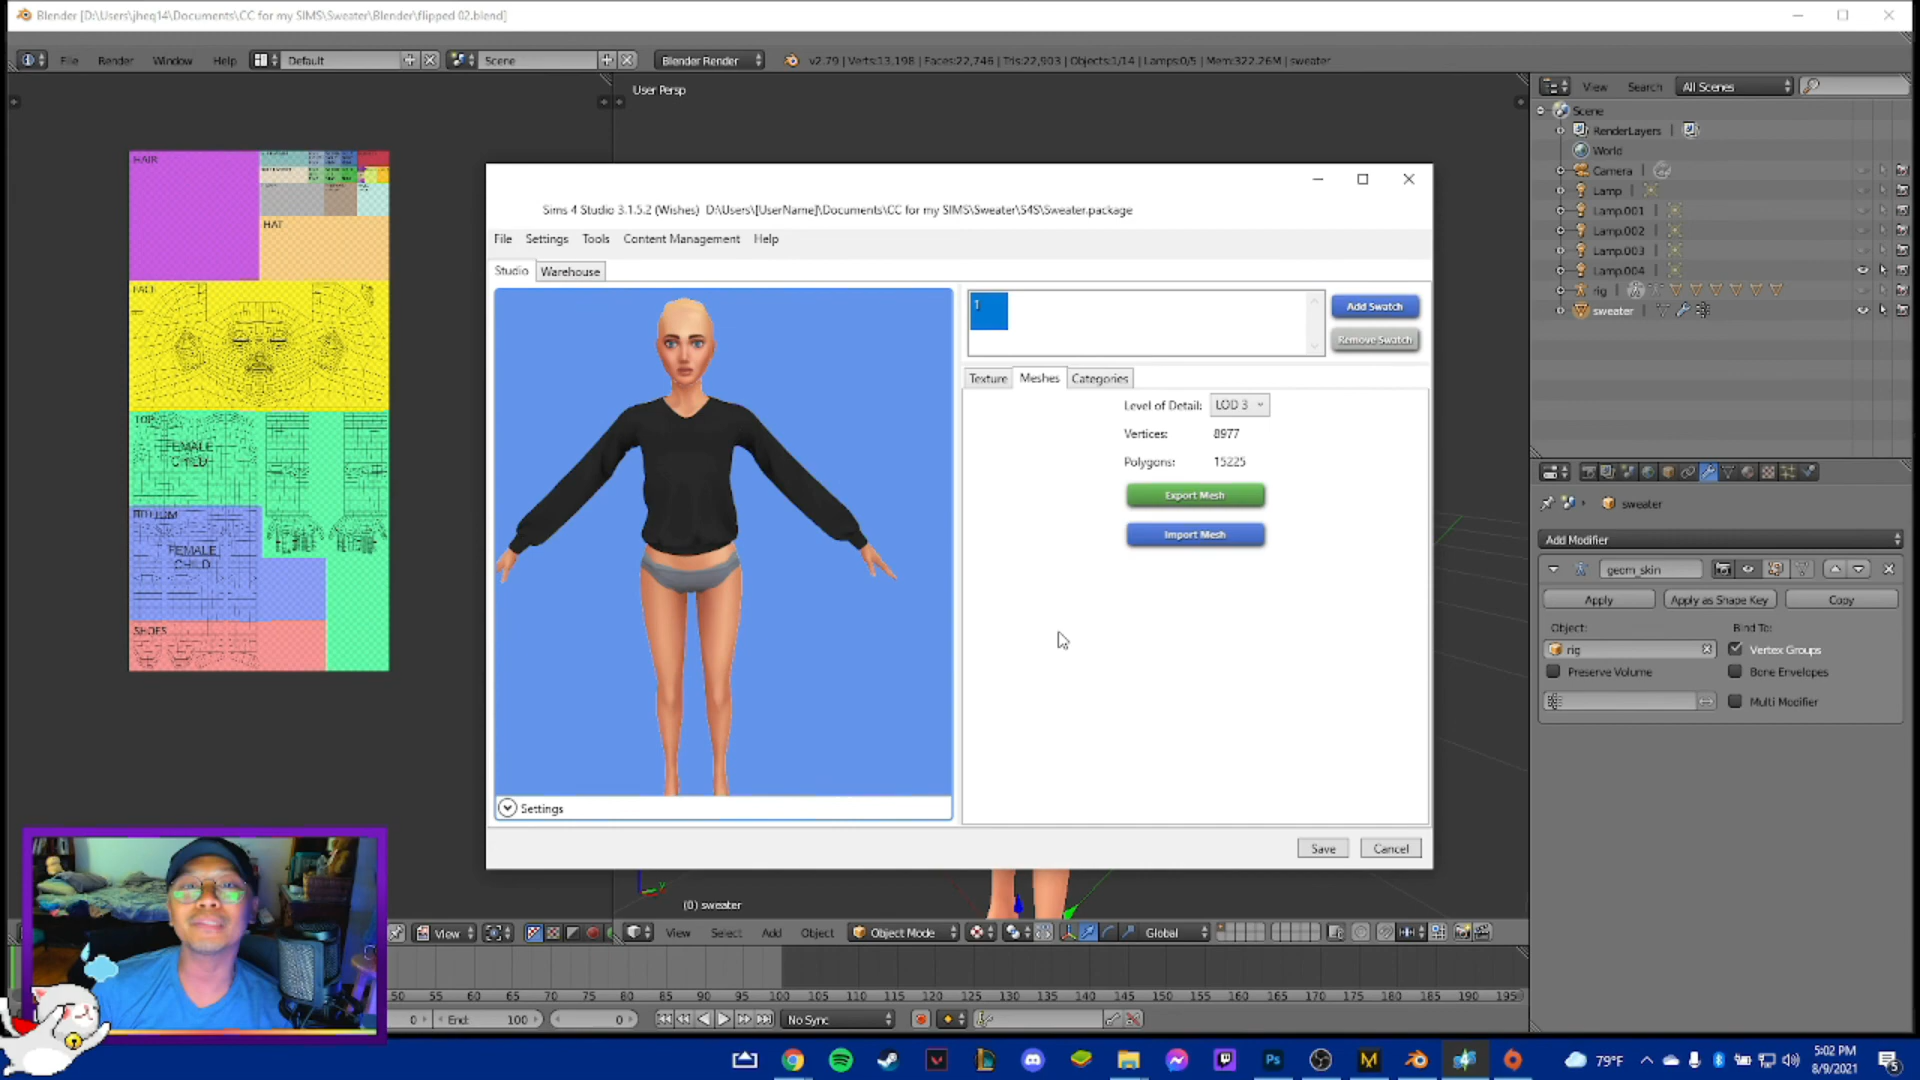 Blender [D:\Users\jheq14\Documents\CC for my SIMS\Sweater\Blender\flipped 02.blend]
File Render Window Help Default Scene Blender Render v2.79 | Verts:13,198 | Faces:22,746 | Tris:22,903 | Objects:1/14 | Lamps:0/5 | Mem:322.26M | sweater
User Persp
View Search All Scenes
Scene
RenderLayers
World
Camera
Lamp
Lamp.001
Lamp.002
Lamp.003
Lamp.004
rig
sweater
HAIR
HAT
FACE
TOP
FEMALE
CHILD
BOTTOM
FEMALE
CHILD
SHOES
Sims 4 Studio 3.1.5.2 (Wishes) D:\Users\[UserName]\Documents\CC for my SIMS\Sweater\S4S\Sweater.package
File Settings Tools Content Management Help
Studio Warehouse
1
Add Swatch
Remove Swatch
Texture Meshes Categories
Level of Detail: LOD 3
Vertices: 8977
Polygons: 15225
Export Mesh
Import Mesh
Settings
Save Cancel
sweater
Add Modifier
geom_skin
Apply Apply as Shape Key Copy
Object: Bind To:
rig Vertex Groups
Preserve Volume Bone Envelopes
Multi Modifier
(0) sweater
View View Select Add Object Object Mode Global
50 55 60 65 70 75 80 85 90 95 100 105 110 115 120 125 130 135 140 145 150 155 160 165 170 175 180 185 190 195
0 End: 100 0 No Sync
79°F 5:02 PM
8/9/2021 5